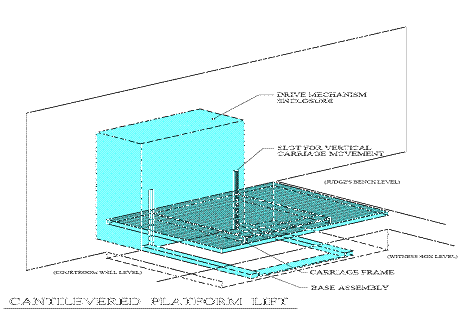 DRIVE MECHANISM
ENCLOSURE
SLOT FOR VERTICAL
CARRIAGE MOVEMENT
(JUDGE'S BENCH LEVEL)
(WITNESS BOX LEVEL)
(COURTROOM WELL LEVEL)
CARRIAGE FRAME
BASE ASSEMBLY
CANTILEVERED PLATFORM LIFT